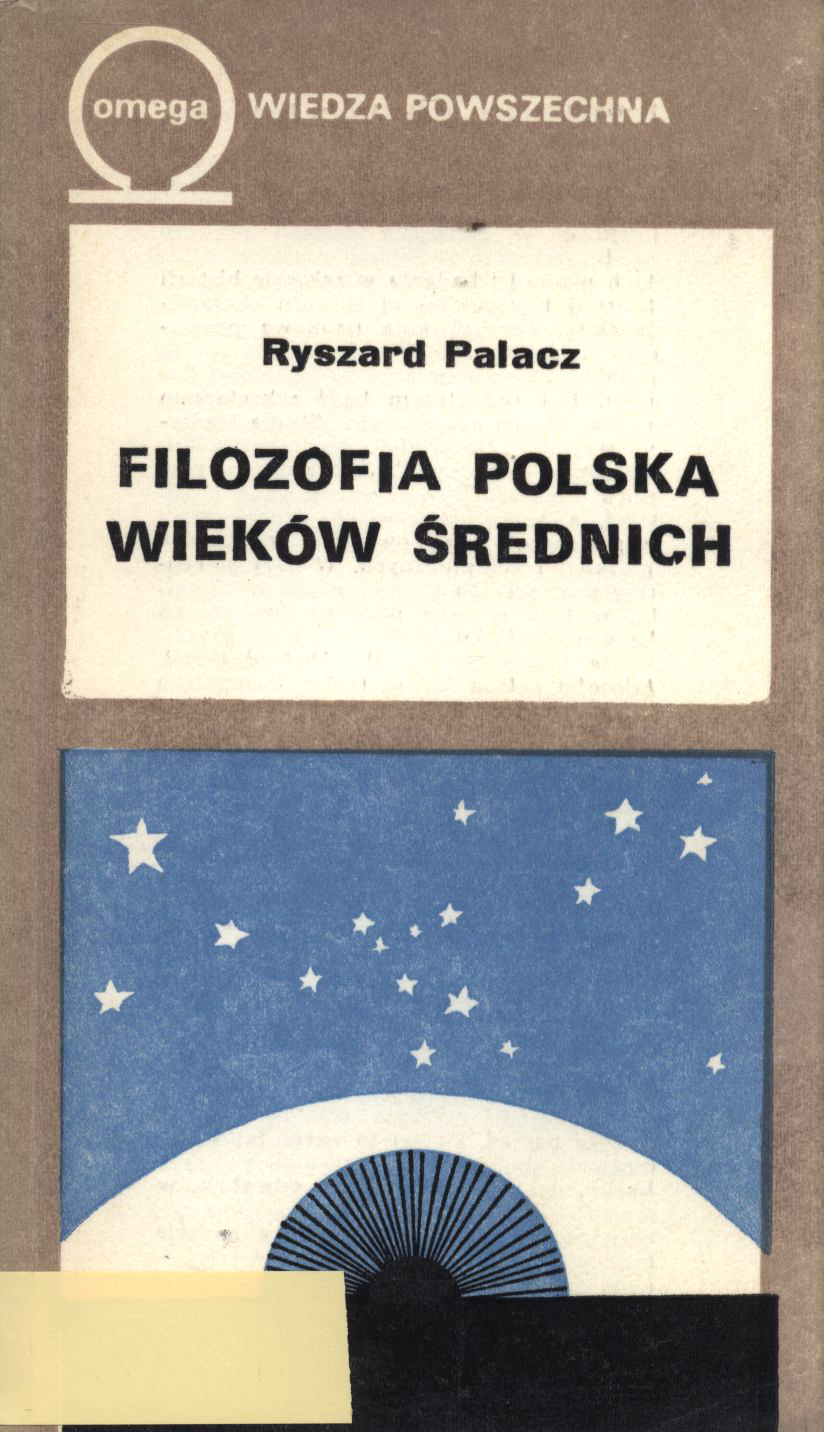 omega WIEDZA POWSZECHNA
Ryszard Palacz
FILOZOFIA POLSKA
WIEKÓW ŚREDNICH